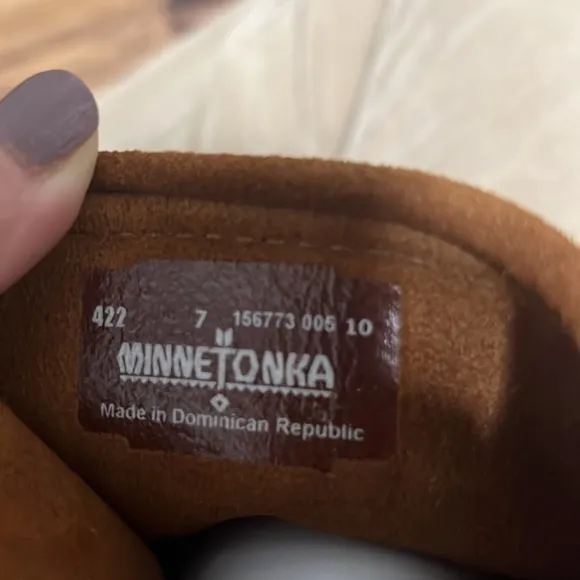 422 7 156773 005 10
MINNETONKA
Made in Dominican Republic